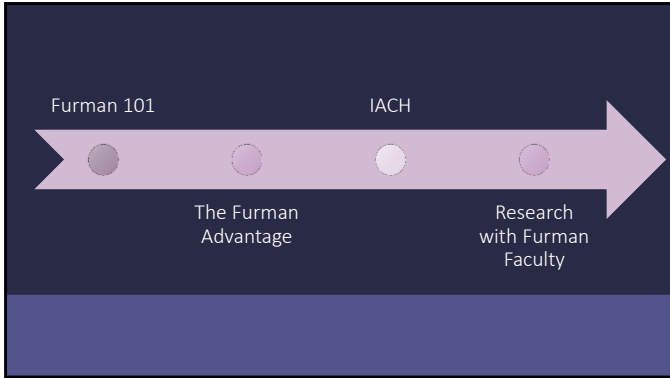 Furman 101
The Furman
Advantage
IACH
Research
with Furman
Faculty